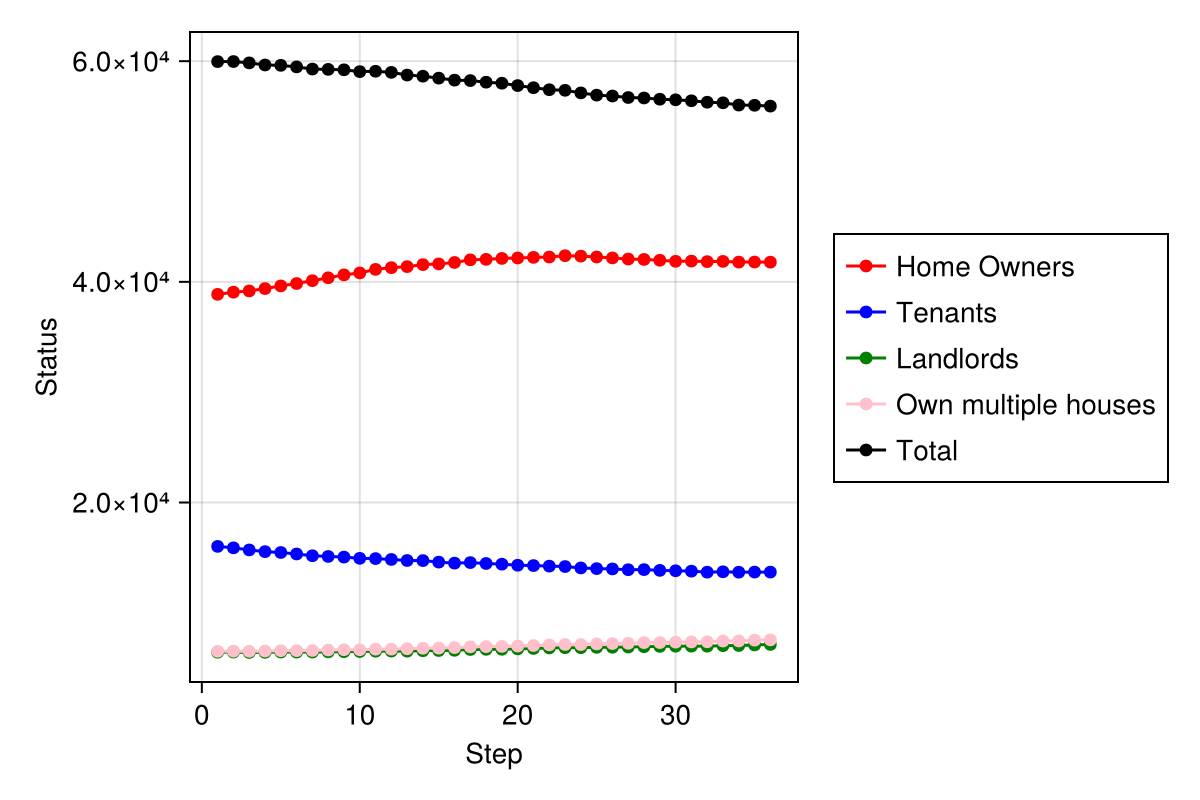 6.0×10⁴
4.0×10⁴
2.0×10⁴
Status
0 10 20 30
Step
Home Owners
Tenants
Landlords
Own multiple houses
Total